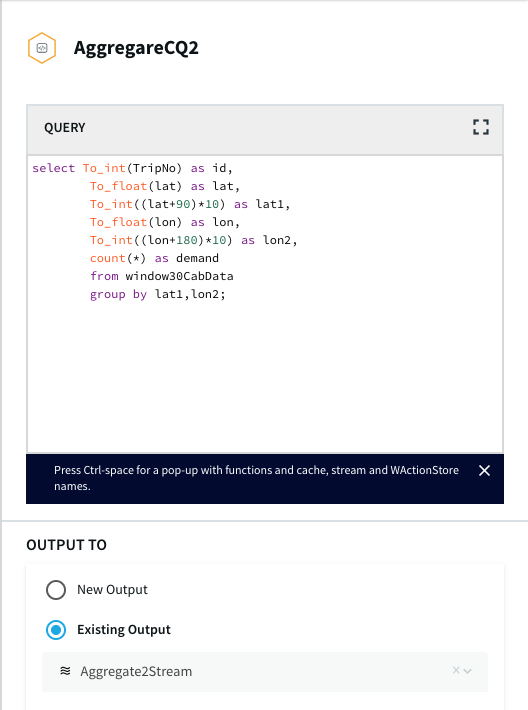 AggregareCQ2
QUERY
select To_int(TripNo) as id,
To_float(lat) as lat,
To_int((lat+90)*10) as lat1,
To_float(lon) as lon,
To_int((lon+180)*10) as lon2,
count(*) as demand
from window30CabData
group by lat1,lon2;
Press Ctrl-space for a pop-up with functions and cache, stream and WActionStore
names.
OUTPUT TO
New Output
Existing Output
Aggregate2Stream